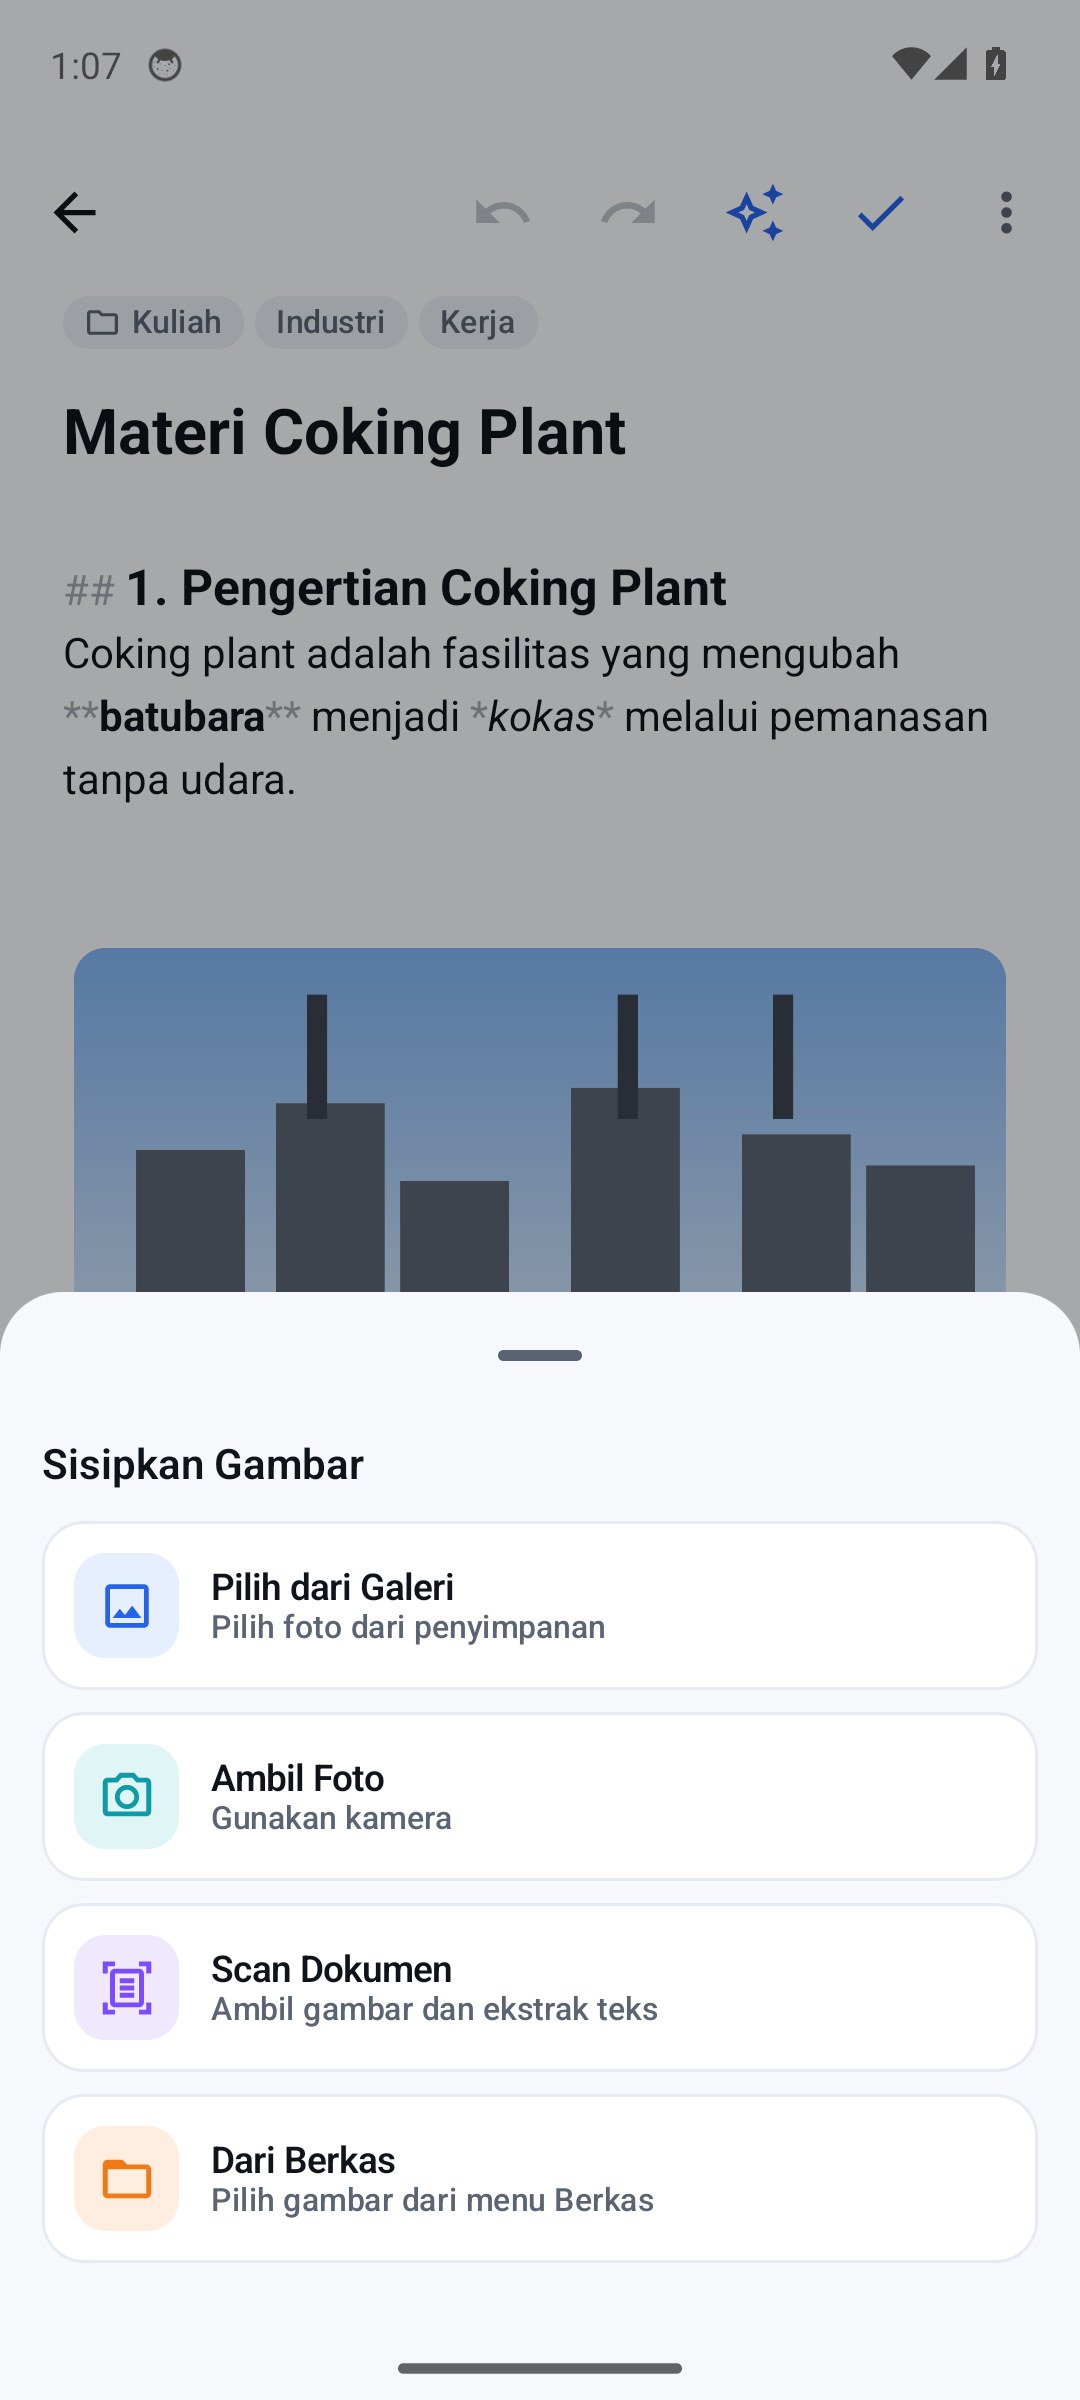 1:07
Kuliah Industri Kerja
Materi Coking Plant
## 1. Pengertian Coking Plant
Coking plant adalah fasilitas yang mengubah
**batubara** menjadi *kokas* melalui pemanasan
tanpa udara.
Sisipkan Gambar
Pilih dari Galeri
Pilih foto dari penyimpanan
Ambil Foto
Gunakan kamera
Scan Dokumen
Ambil gambar dan ekstrak teks
Dari Berkas
Pilih gambar dari menu Berkas